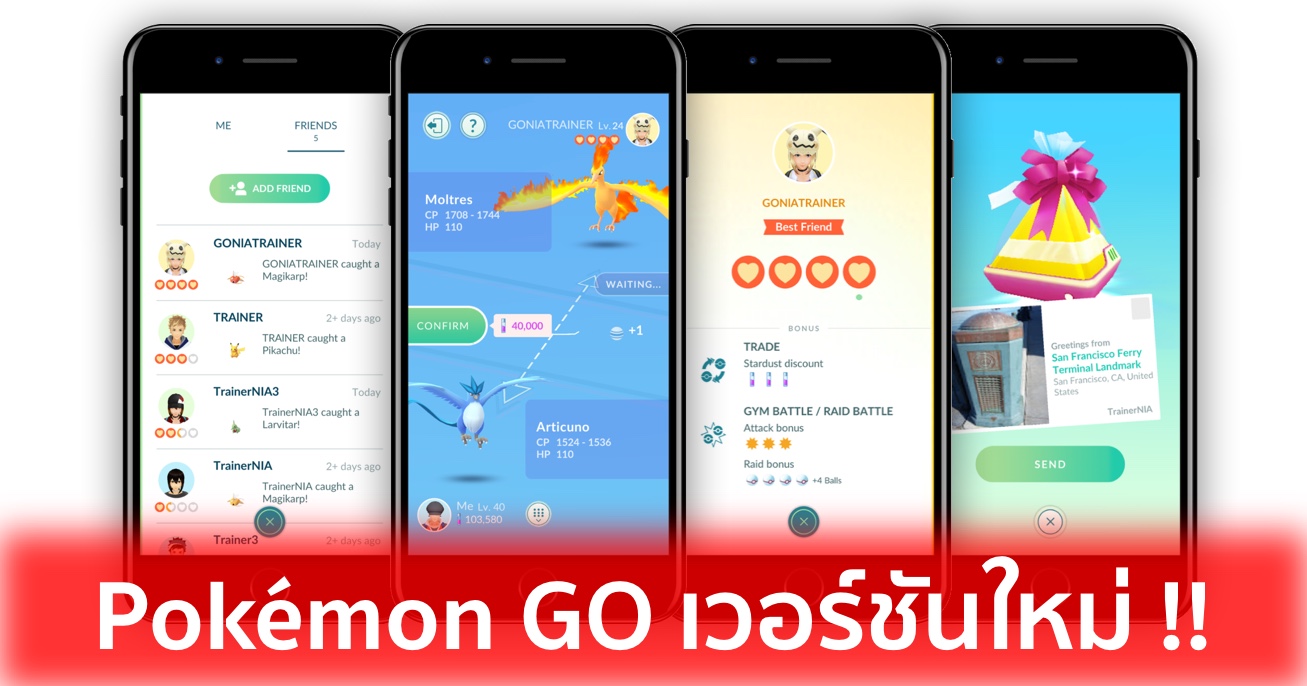 ME
FRIENDS
5
ADD FRIEND
GONIATRAINER
Today
GONIATRAINER caught a
Magikarp!
TRAINER
2+ days ago
TRAINER caught a
Pikachu!
TrainerNIA3
Today
TrainerNIA3 caught a
Larvitar!
TrainerNIA
2+ days ago
TrainerNIA caught a
Magikarp!
Trainer3
2+ days ago
GONIATRAINER Lv. 24
Moltres
CP 1708 - 1744
HP 110
WAITING...
CONFIRM
40,000
+1
Articuno
CP 1524 - 1536
HP 110
Me Lv. 40
103,580
GONIATRAINER
Best Friend
BONUS
TRADE
Stardust discount
GYM BATTLE / RAID BATTLE
Attack bonus
Raid bonus
+4 Balls
Greetings from
San Francisco Ferry
Terminal Landmark
San Francisco, CA, United
States
TrainerNIA
SEND
Pokémon GO เวอร์ชันใหม่ !!